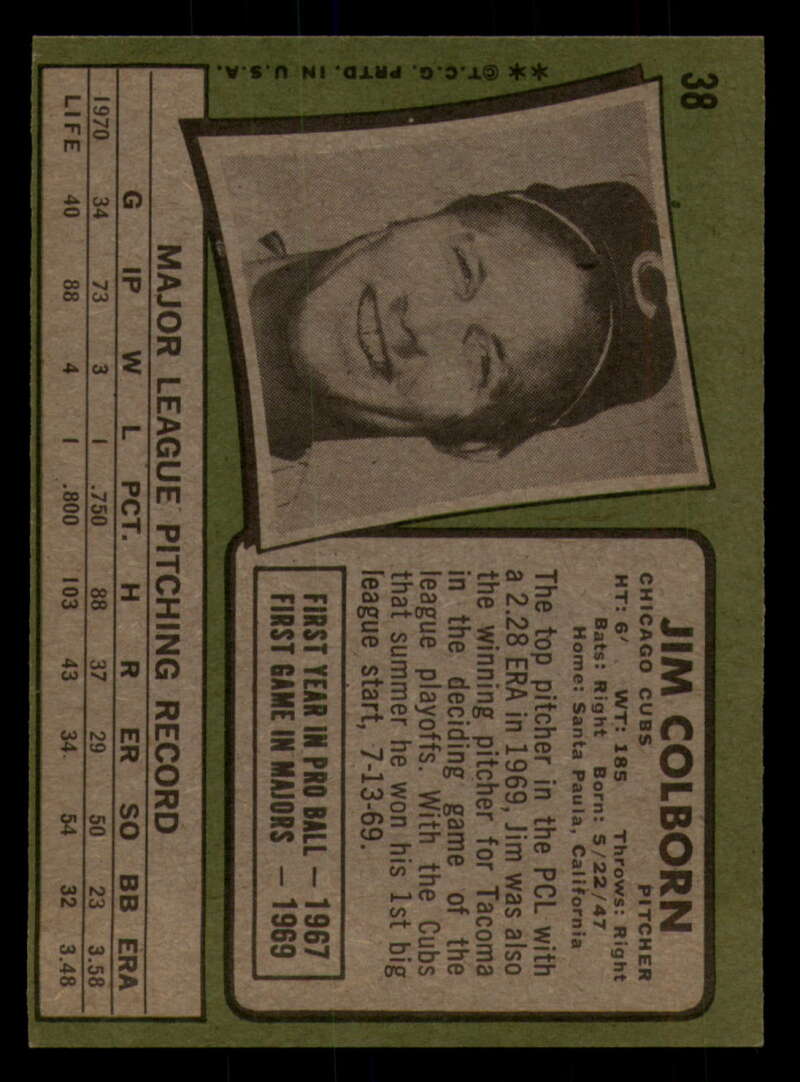 38
** ©T.C.G. PRTD. IN U.S.A.
C
JIM COLBORN
CHICAGO CUBS PITCHER
HT: 6' WT: 185 Throws: Right
Bats: Right Born: 5/22/47
Home: Santa Paula, California
The top pitcher in the PCL with
a 2.28 ERA in 1969, Jim was also
the winning pitcher for Tacoma
in the deciding game of the
league playoffs. With the Cubs
that summer he won his 1st big
league start, 7-13-69.
FIRST YEAR IN PRO BALL — 1967
FIRST GAME IN MAJORS — 1969
MAJOR LEAGUE PITCHING RECORD
G IP W L PCT. H R ER SO BB ERA
1970 34 73 3 1 .750 88 37 29 50 23 3.58
LIFE 40 88 4 1 .800 103 43 34 54 32 3.48